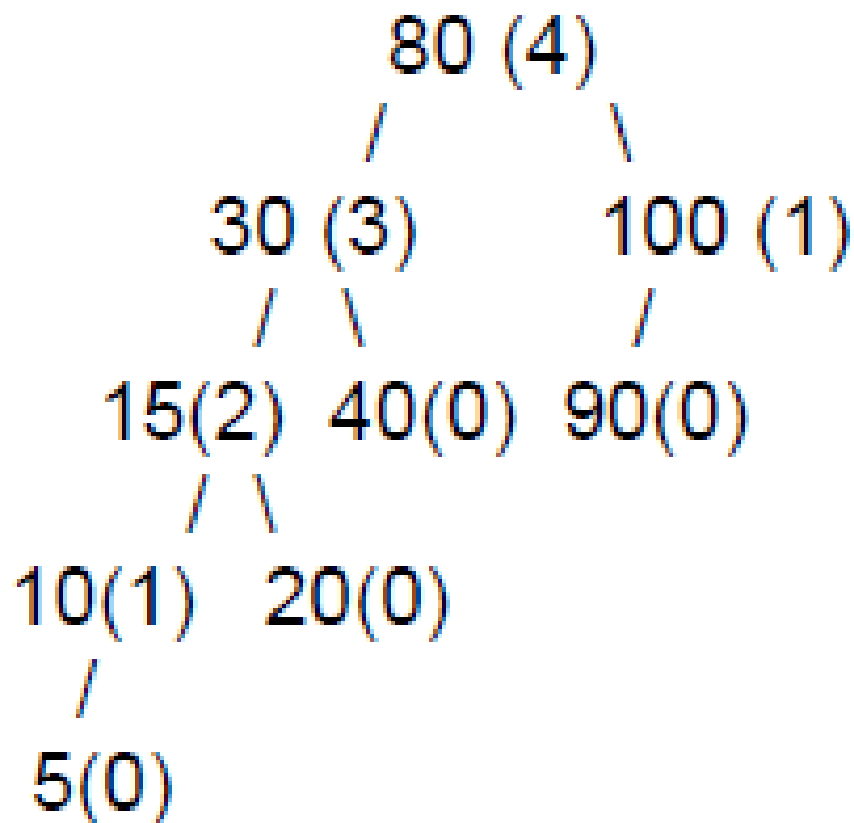 80 (4)
/ \
30 (3) 100 (1)
/ \ /
15(2) 40(0) 90(0)
/ \
10(1) 20(0)
/
5(0)